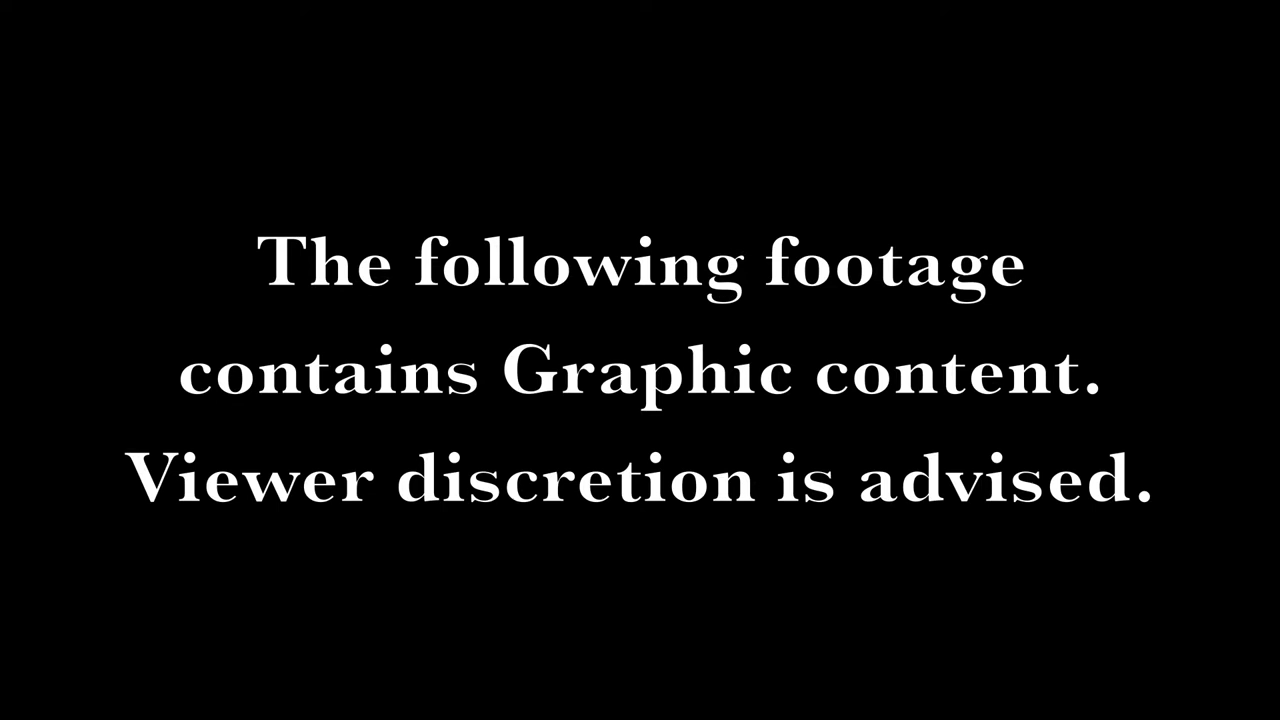 The following footage
contains Graphic content.
Viewer discretion is advised.